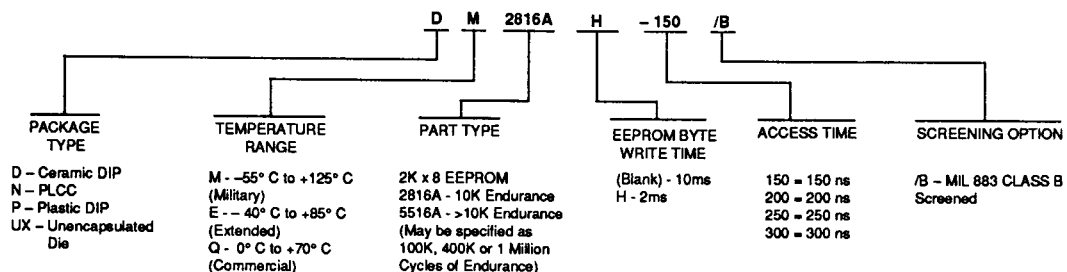 D M 2816A H - 150 /B
PACKAGE
TYPE
D – Ceramic DIP
N – PLCC
P – Plastic DIP
UX – Unencapsulated
Die
TEMPERATURE
RANGE
M - –55° C to +125° C
(Military)
E - – 40° C to +85° C
(Extended)
Q - 0° C to +70° C
(Commercial)
PART TYPE
2K x 8 EEPROM
2816A - 10K Endurance
5516A - >10K Endurance
(May be specified as
100K, 400K or 1 Million
Cycles of Endurance)
EEPROM BYTE
WRITE TIME
(Blank) - 10ms
H - 2ms
ACCESS TIME
150 = 150 ns
200 = 200 ns
250 = 250 ns
300 = 300 ns
SCREENING OPTION
/B – MIL 883 CLASS B
Screened